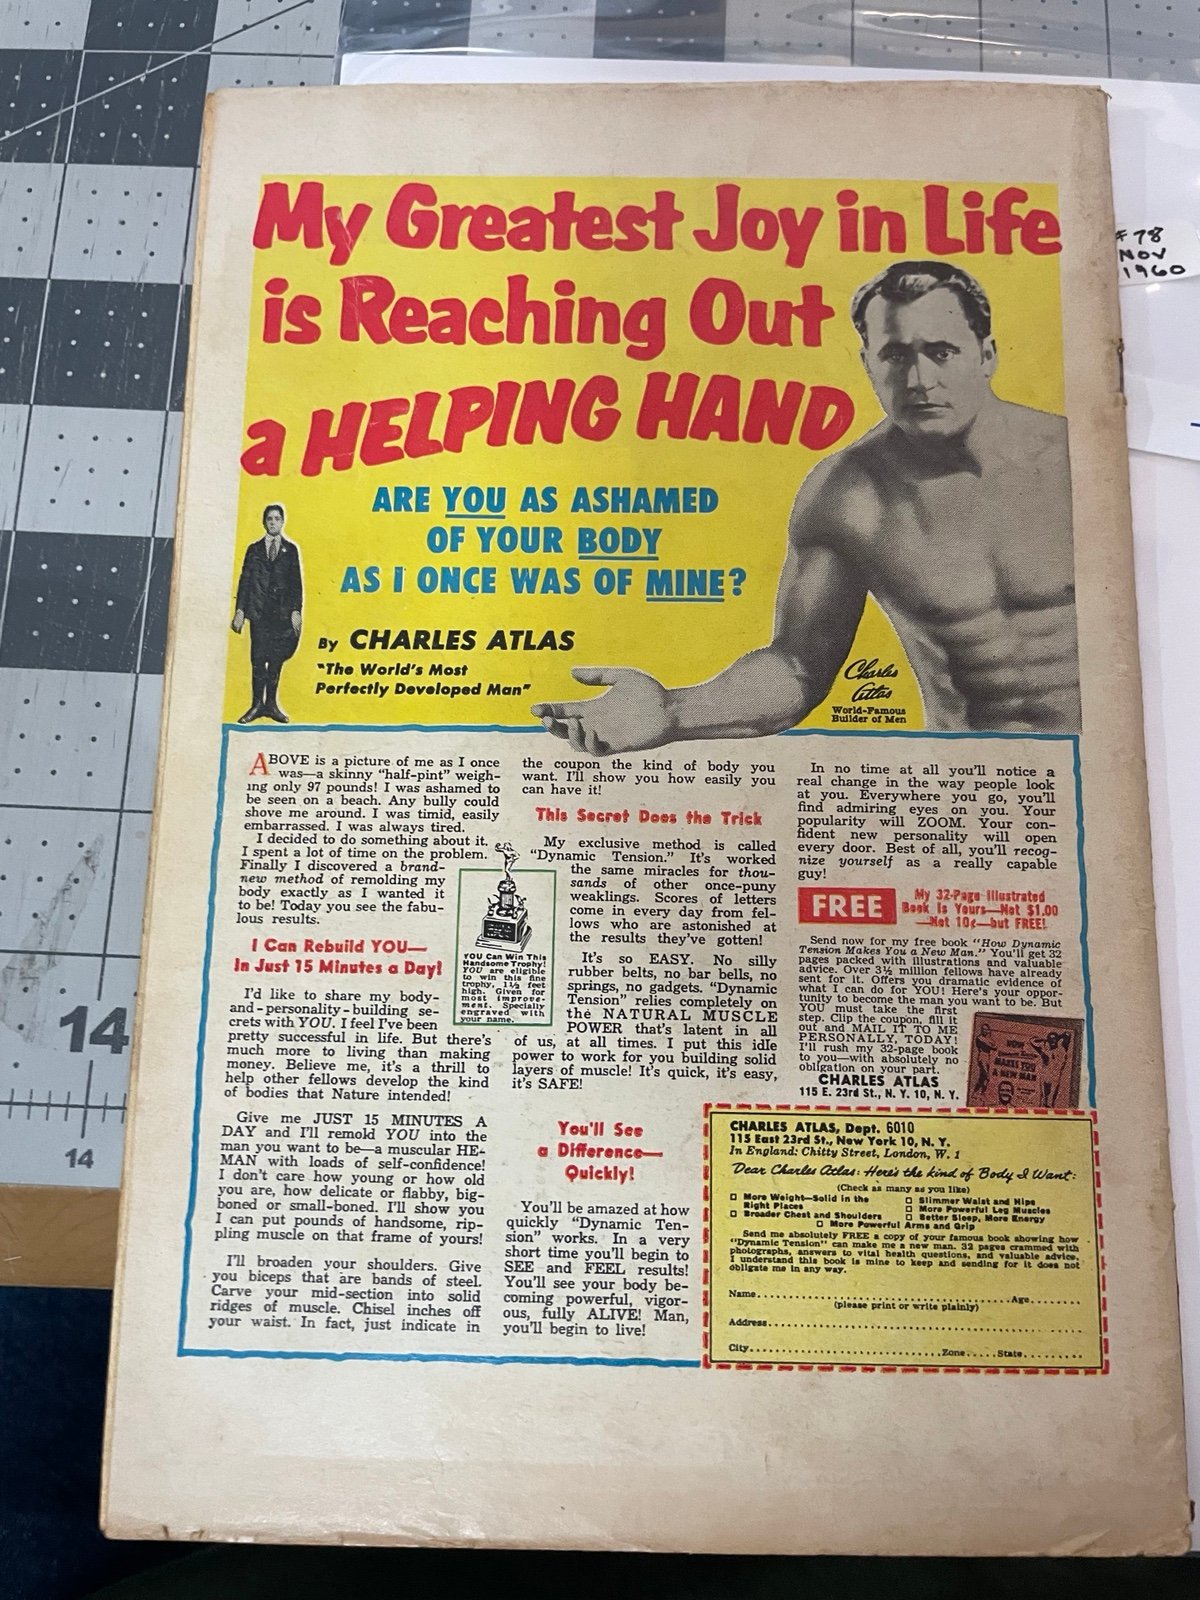 My Greatest Joy in Life
is Reaching Out
a HELPING HAND
ARE YOU AS ASHAMED
OF YOUR BODY
AS I ONCE WAS OF MINE?
By CHARLES ATLAS
"The World's Most
Perfectly Developed Man"
Charles
Atlas
World-Famous
Builder of Men
# 78
NOV
1960
ABOVE is a picture of me as I once
was—a skinny "half-pint" weigh-
ing only 97 pounds! I was ashamed to
be seen on a beach. Any bully could
shove me around. I was timid, easily
embarrassed. I was always tired.
I decided to do something about it.
I spent a lot of time on the problem.
Finally I discovered a brand-
new method of remolding my
body exactly as I wanted it
to be! Today you see the fabu-
lous results.
I Can Rebuild YOU—
In Just 15 Minutes a Day!
I'd like to share my body-
and-personality-building se-
crets with YOU. I feel I've been
pretty successful in life. But there's
much more to living than making
money. Believe me, it's a thrill to
help other fellows develop the kind
of bodies that Nature intended!
Give me JUST 15 MINUTES A
DAY and I'll remold YOU into the
man you want to be—a muscular HE-
MAN with loads of self-confidence!
I don't care how young or how old
you are, how delicate or flabby, big-
boned or small-boned. I'll show you
I can put pounds of handsome, rip-
pling muscle on that frame of yours!
I'll broaden your shoulders. Give
you biceps that are bands of steel.
Carve your mid-section into solid
ridges of muscle. Chisel inches off
your waist. In fact, just indicate in
the coupon the kind of body you
want. I'll show you how easily you
can have it!
This Secret Does the Trick
My exclusive method is called
"Dynamic Tension." It's worked
the same miracles for thou-
sands of other once-puny
weaklings. Scores of letters
come in every day from fel-
lows who are astonished at
the results they've gotten!
It's so EASY. No silly
rubber belts, no bar bells, no
springs, no gadgets. "Dynamic
Tension" relies completely on
the NATURAL MUSCLE
POWER that's latent in all
of us, at all times. I put this idle
power to work for you building solid
layers of muscle! It's quick, it's easy,
it's SAFE!
YOU Can Win This
Handsome Trophy!
YOU are eligible
to win this fine
trophy, 1½ feet
high. Given for
most improve-
ment. Specially
engraved with
your name.
You'll See
a Difference—
Quickly!
You'll be amazed at how
quickly "Dynamic Ten-
sion" works. In a very
short time you'll begin to
SEE and FEEL results!
You'll see your body be-
coming powerful, vigor-
ous, fully ALIVE! Man,
you'll begin to live!
In no time at all you'll notice a
real change in the way people look
at you. Everywhere you go, you'll
find admiring eyes on you. Your
popularity will ZOOM. Your con-
fident new personality will open
every door. Best of all, you'll recog-
nize yourself as a really capable
guy!
FREE
My 32-Page Illustrated
Book Is Yours—Not $1.00
—Not 10¢—but FREE!
Send now for my free book "How Dynamic
Tension Makes You a New Man." You'll get 32
pages packed with illustrations and valuable
advice. Over 3½ million fellows have already
sent for it. Offers you dramatic evidence of
what I can do for YOU! Here's your oppor-
tunity to become the man you want to be. But
YOU must take the first
step. Clip the coupon, fill it
out and MAIL IT TO ME
PERSONALLY, TODAY!
I'll rush my 32-page book
to you—with absolutely no
obligation on your part.
CHARLES ATLAS
115 E. 23rd St., N. Y. 10, N. Y.
HOW
MAKES YOU
A NEW MAN
CHARLES ATLAS, Dept. 6010
115 East 23rd St., New York 10, N. Y.
In England: Chitty Street, London, W. 1
Dear Charles Atlas: Here's the kind of Body I Want:
(Check as many as you like)
□ More Weight—Solid in the
Right Places
□ Broader Chest and Shoulders
□ Slimmer Waist and Hips
□ More Powerful Leg Muscles
□ Better Sleep, More Energy
□ More Powerful Arms and Grip
Send me absolutely FREE a copy of your famous book showing how
"Dynamic Tension" can make me a new man. 32 pages crammed with
photographs, answers to vital health questions, and valuable advice.
I understand this book is mine to keep and sending for it does not
obligate me in any way.
Name..............................Age........
(please print or write plainly)
Address..............................
City..............................Zone.....State.........
14
14